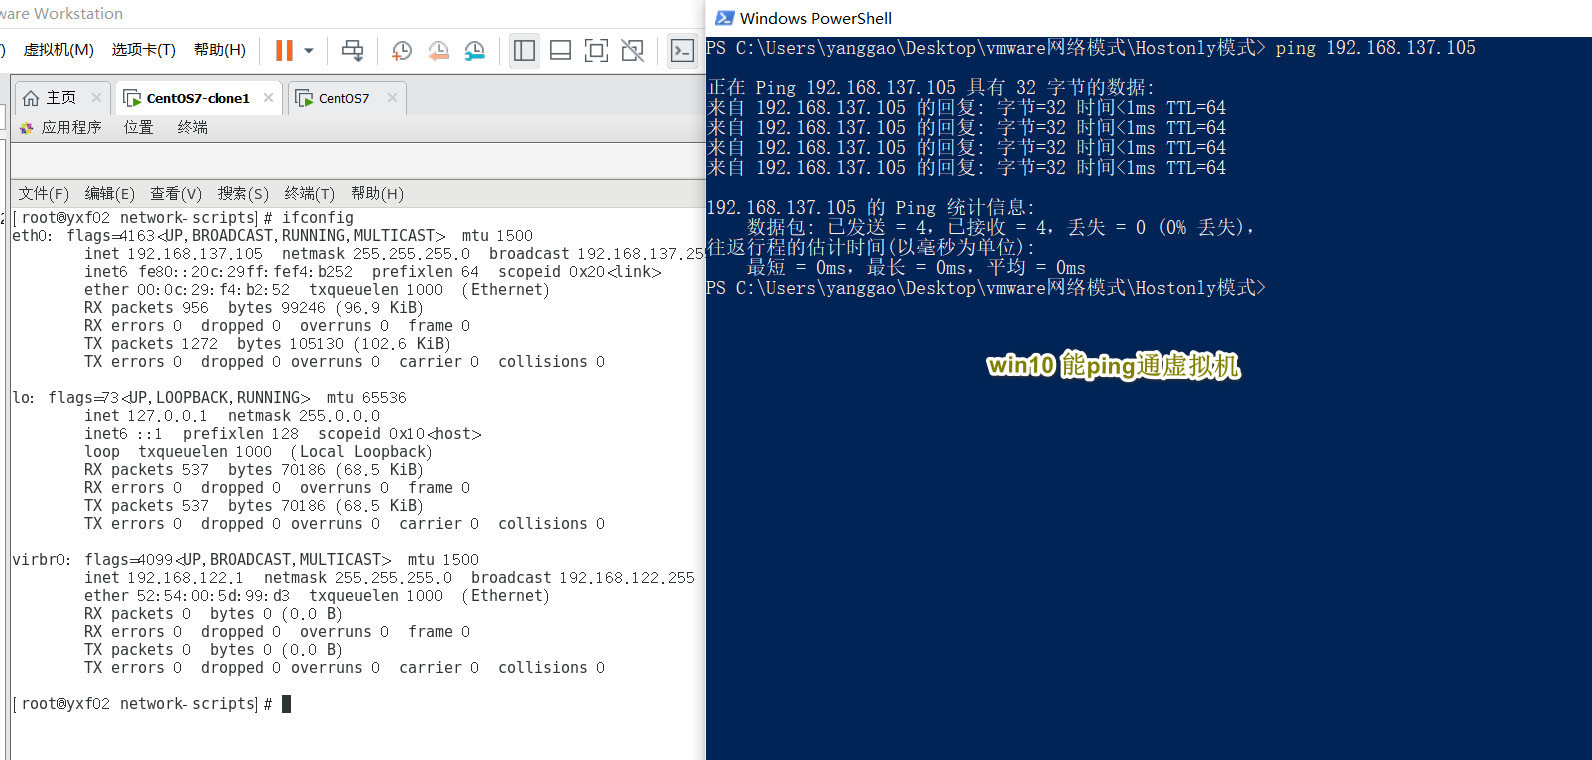 ware Workstation
虚拟机(M) 选项卡(T) 帮助(H)
主页 CentOS7-clone1 CentOS7
应用程序 位置 终端
文件(F) 编辑(E) 查看(V) 搜索(S) 终端(T) 帮助(H)
[root@yxf02 network-scripts]# ifconfig
eth0: flags=4163<UP,BROADCAST,RUNNING,MULTICAST>  mtu 1500
inet 192.168.137.105  netmask 255.255.255.0  broadcast 192.168.137.255
inet6 fe80::20c:29ff:fef4:b252  prefixlen 64  scopeid 0x20<link>
ether 00:0c:29:f4:b2:52  txqueuelen 1000  (Ethernet)
RX packets 956  bytes 99246 (96.9 KiB)
RX errors 0  dropped 0  overruns 0  frame 0
TX packets 1272  bytes 105130 (102.6 KiB)
TX errors 0  dropped 0 overruns 0  carrier 0  collisions 0
lo: flags=73<UP,LOOPBACK,RUNNING>  mtu 65536
inet 127.0.0.1  netmask 255.0.0.0
inet6 ::1  prefixlen 128  scopeid 0x10<host>
loop  txqueuelen 1000  (Local Loopback)
RX packets 537  bytes 70186 (68.5 KiB)
RX errors 0  dropped 0  overruns 0  frame 0
TX packets 537  bytes 70186 (68.5 KiB)
TX errors 0  dropped 0 overruns 0  carrier 0  collisions 0
virbr0: flags=4099<UP,BROADCAST,MULTICAST>  mtu 1500
inet 192.168.122.1  netmask 255.255.255.0  broadcast 192.168.122.255
ether 52:54:00:5d:99:d3  txqueuelen 1000  (Ethernet)
RX packets 0  bytes 0 (0.0 B)
RX errors 0  dropped 0  overruns 0  frame 0
TX packets 0  bytes 0 (0.0 B)
TX errors 0  dropped 0 overruns 0  carrier 0  collisions 0
[root@yxf02 network-scripts]#
Windows PowerShell
PS C:\Users\yanggao\Desktop\vmware网络模式\Hostonly模式> ping 192.168.137.105
正在 Ping 192.168.137.105 具有 32 字节的数据:
来自 192.168.137.105 的回复: 字节=32 时间<1ms TTL=64
来自 192.168.137.105 的回复: 字节=32 时间<1ms TTL=64
来自 192.168.137.105 的回复: 字节=32 时间<1ms TTL=64
来自 192.168.137.105 的回复: 字节=32 时间<1ms TTL=64
192.168.137.105 的 Ping 统计信息:
数据包: 已发送 = 4，已接收 = 4，丢失 = 0 (0% 丢失)，
往返行程的估计时间(以毫秒为单位):
最短 = 0ms，最长 = 0ms，平均 = 0ms
PS C:\Users\yanggao\Desktop\vmware网络模式\Hostonly模式>
win10 能ping通虚拟机